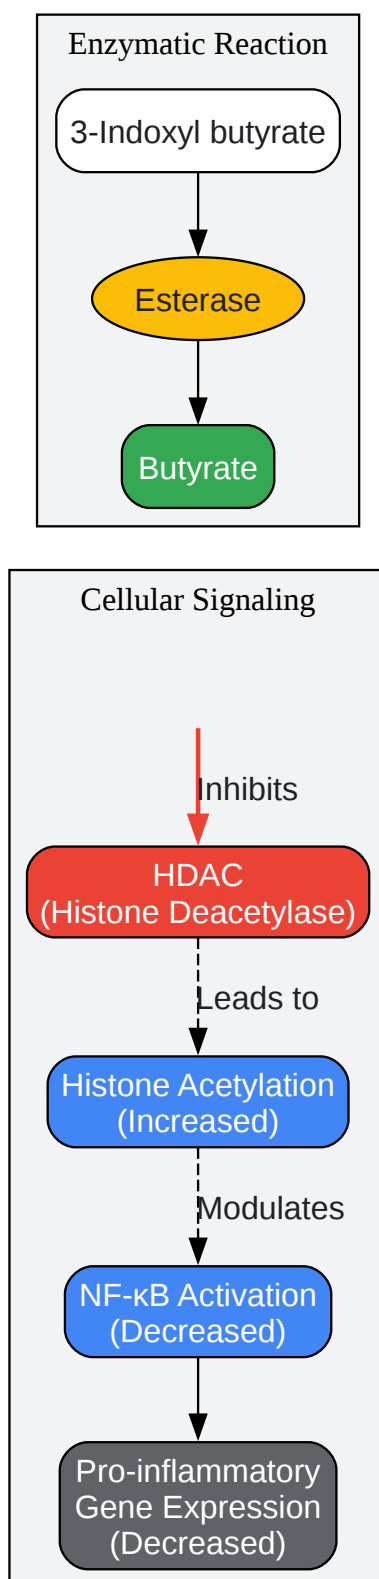 Enzymatic Reaction
3-Indoxyl butyrate
Esterase
Butyrate
Cellular Signaling
Inhibits
HDAC
(Histone Deacetylase)
Leads to
Histone Acetylation
(Increased)
Modulates
NF-κB Activation
(Decreased)
Pro-inflammatory
Gene Expression
(Decreased)